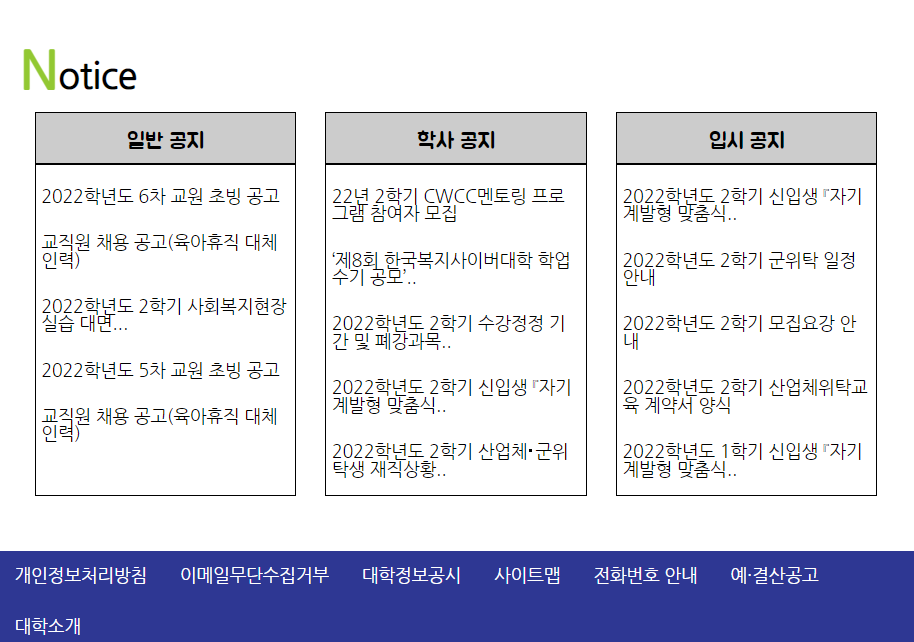 Notice
일반 공지
2022학년도 6차 교원 초빙 공고
교직원 채용 공고(육아휴직 대체
인력)
2022학년도 2학기 사회복지현장
실습 대면...
2022학년도 5차 교원 초빙 공고
교직원 채용 공고(육아휴직 대체
인력)
학사 공지
22년 2학기 CWCC멘토링 프로
그램 참여자 모집
‘제8회 한국복지사이버대학 학업
수기 공모’..
2022학년도 2학기 수강정정 기
간 및 폐강과목..
2022학년도 2학기 신입생 『자기
계발형 맞춤식..
2022학년도 2학기 산업체•군위
탁생 재직상황..
입시 공지
2022학년도 2학기 신입생 『자기
계발형 맞춤식..
2022학년도 2학기 군위탁 일정
안내
2022학년도 2학기 모집요강 안
내
2022학년도 2학기 산업체위탁교
육 계약서 양식
2022학년도 1학기 신입생 『자기
계발형 맞춤식..
개인정보처리방침 이메일무단수집거부 대학정보공시 사이트맵 전화번호 안내 예·결산공고
대학소개